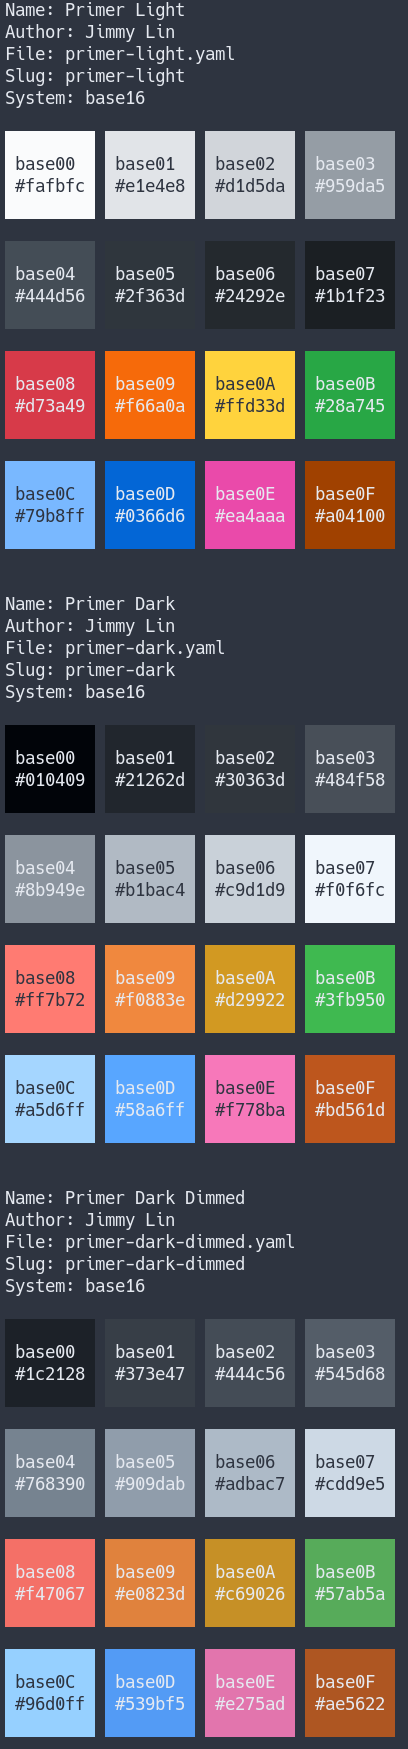 Name: Primer Light
Author: Jimmy Lin
File: primer-light.yaml
Slug: primer-light
System: base16
base00 base01 base02 base03
#fafbfc #e1e4e8 #d1d5da #959da5
base04 base05 base06 base07
#444d56 #2f363d #24292e #1b1f23
base08 base09 base0A base0B
#d73a49 #f66a0a #ffd33d #28a745
base0C base0D base0E base0F
#79b8ff #0366d6 #ea4aaa #a04100
Name: Primer Dark
Author: Jimmy Lin
File: primer-dark.yaml
Slug: primer-dark
System: base16
base00 base01 base02 base03
#010409 #21262d #30363d #484f58
base04 base05 base06 base07
#8b949e #b1bac4 #c9d1d9 #f0f6fc
base08 base09 base0A base0B
#ff7b72 #f0883e #d29922 #3fb950
base0C base0D base0E base0F
#a5d6ff #58a6ff #f778ba #bd561d
Name: Primer Dark Dimmed
Author: Jimmy Lin
File: primer-dark-dimmed.yaml
Slug: primer-dark-dimmed
System: base16
base00 base01 base02 base03
#1c2128 #373e47 #444c56 #545d68
base04 base05 base06 base07
#768390 #909dab #adbac7 #cdd9e5
base08 base09 base0A base0B
#f47067 #e0823d #c69026 #57ab5a
base0C base0D base0E base0F
#96d0ff #539bf5 #e275ad #ae5622